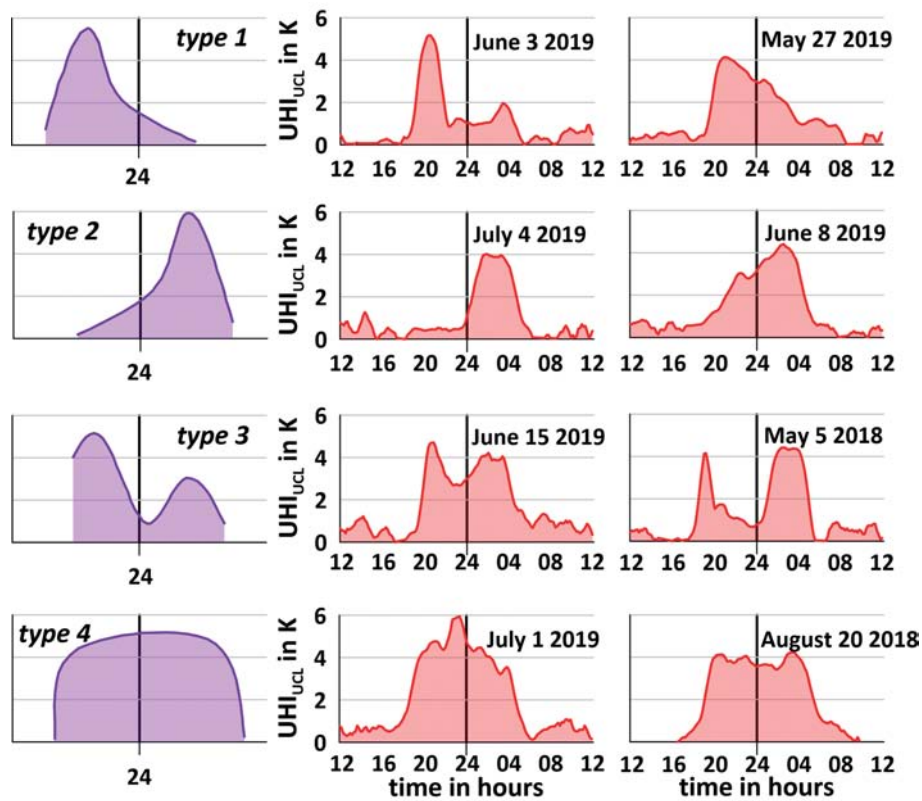 type 1
24
UHI_UCL in K
6
4
2
0
June 3 2019
12 16 20 24 04 08 12
May 27 2019
12 16 20 24 04 08 12
type 2
24
UHI_UCL in K
6
4
2
0
July 4 2019
12 16 20 24 04 08 12
June 8 2019
12 16 20 24 04 08 12
type 3
24
UHI_UCL in K
6
4
2
0
June 15 2019
12 16 20 24 04 08 12
May 5 2018
12 16 20 24 04 08 12
type 4
24
UHI_UCL in K
6
4
2
0
July 1 2019
12 16 20 24 04 08 12
time in hours
August 20 2018
12 16 20 24 04 08 12
time in hours